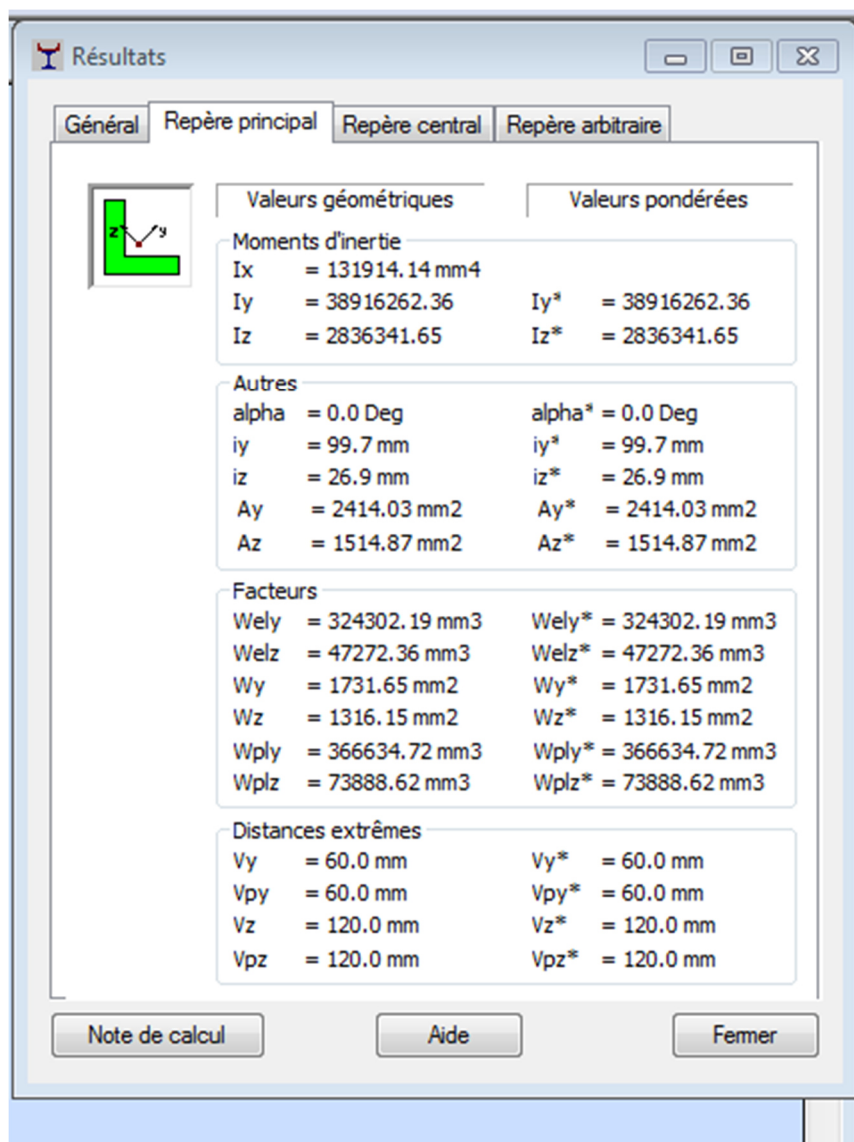 Résultats
Général Repère principal Repère central Repère arbitraire
z y
Valeurs géométriques Valeurs pondérées
Moments d'inertie
Ix = 131914.14 mm4
Iy = 38916262.36 Iy* = 38916262.36
Iz = 2836341.65 Iz* = 2836341.65
Autres
alpha = 0.0 Deg alpha* = 0.0 Deg
iy = 99.7 mm iy* = 99.7 mm
iz = 26.9 mm iz* = 26.9 mm
Ay = 2414.03 mm2 Ay* = 2414.03 mm2
Az = 1514.87 mm2 Az* = 1514.87 mm2
Facteurs
Wely = 324302.19 mm3 Wely* = 324302.19 mm3
Welz = 47272.36 mm3 Welz* = 47272.36 mm3
Wy = 1731.65 mm2 Wy* = 1731.65 mm2
Wz = 1316.15 mm2 Wz* = 1316.15 mm2
Wply = 366634.72 mm3 Wply* = 366634.72 mm3
Wplz = 73888.62 mm3 Wplz* = 73888.62 mm3
Distances extrêmes
Vy = 60.0 mm Vy* = 60.0 mm
Vpy = 60.0 mm Vpy* = 60.0 mm
Vz = 120.0 mm Vz* = 120.0 mm
Vpz = 120.0 mm Vpz* = 120.0 mm
Note de calcul Aide Fermer